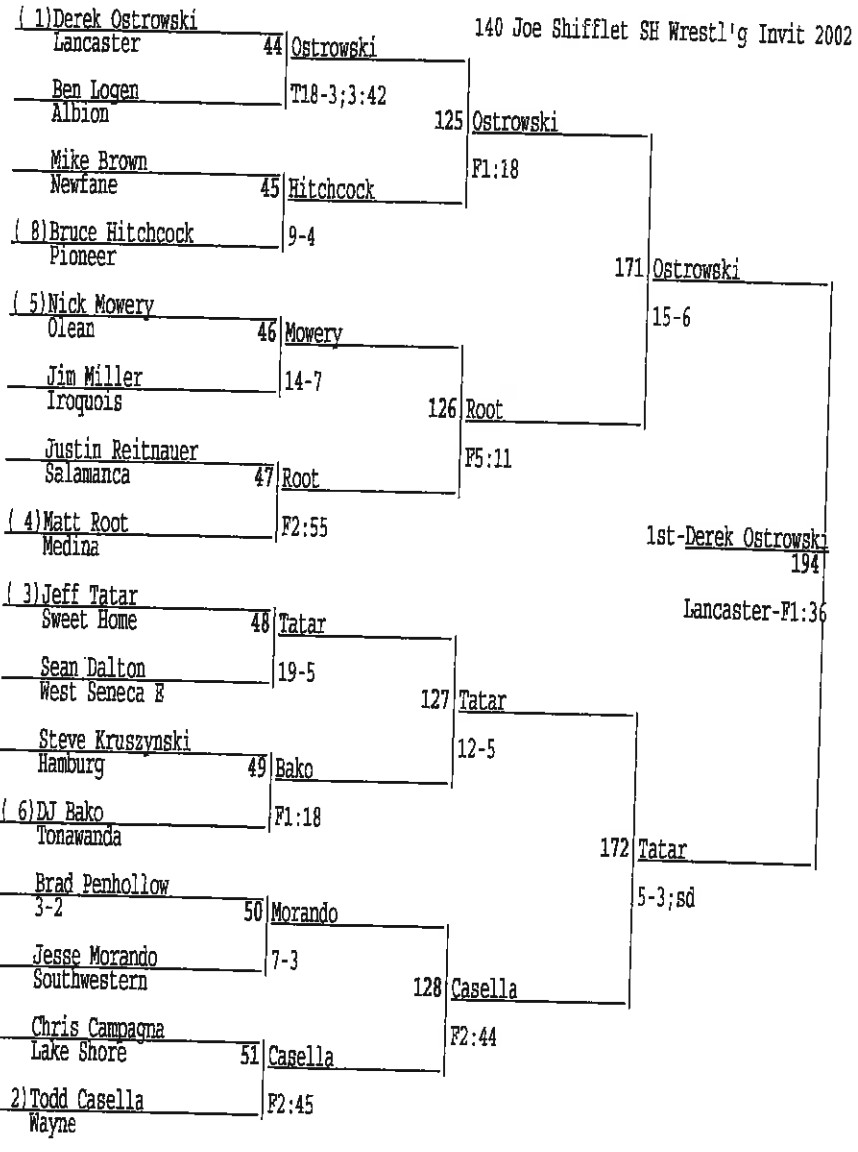 140 Joe Shifflet SH Wrestl'g Invit 2002
( 1)Derek Ostrowski
Lancaster
44 Ostrowski
Ben Logen
Albion
T18-3;3:42
125 Ostrowski
F1:18
Mike Brown
Newfane
45 Hitchcock
( 8)Bruce Hitchcock
Pioneer
9-4
171 Ostrowski
15-6
( 5)Nick Mowery
Olean
46 Mowery
Jim Miller
Iroquois
14-7
126 Root
F5:11
Justin Reitnauer
Salamanca
47 Root
( 4)Matt Root
Medina
F2:55
1st-Derek Ostrowski
194
Lancaster-F1:36
( 3)Jeff Tatar
Sweet Home
48 Tatar
Sean Dalton
West Seneca E
19-5
127 Tatar
12-5
Steve Kruszynski
Hamburg
49 Bako
( 6)DJ Bako
Tonawanda
F1:18
172 Tatar
5-3;sd
Brad Penhollow
3-2
50 Morando
Jesse Morando
Southwestern
7-3
128 Casella
F2:44
Chris Campagna
Lake Shore
51 Casella
2)Todd Casella
Wayne
F2:45